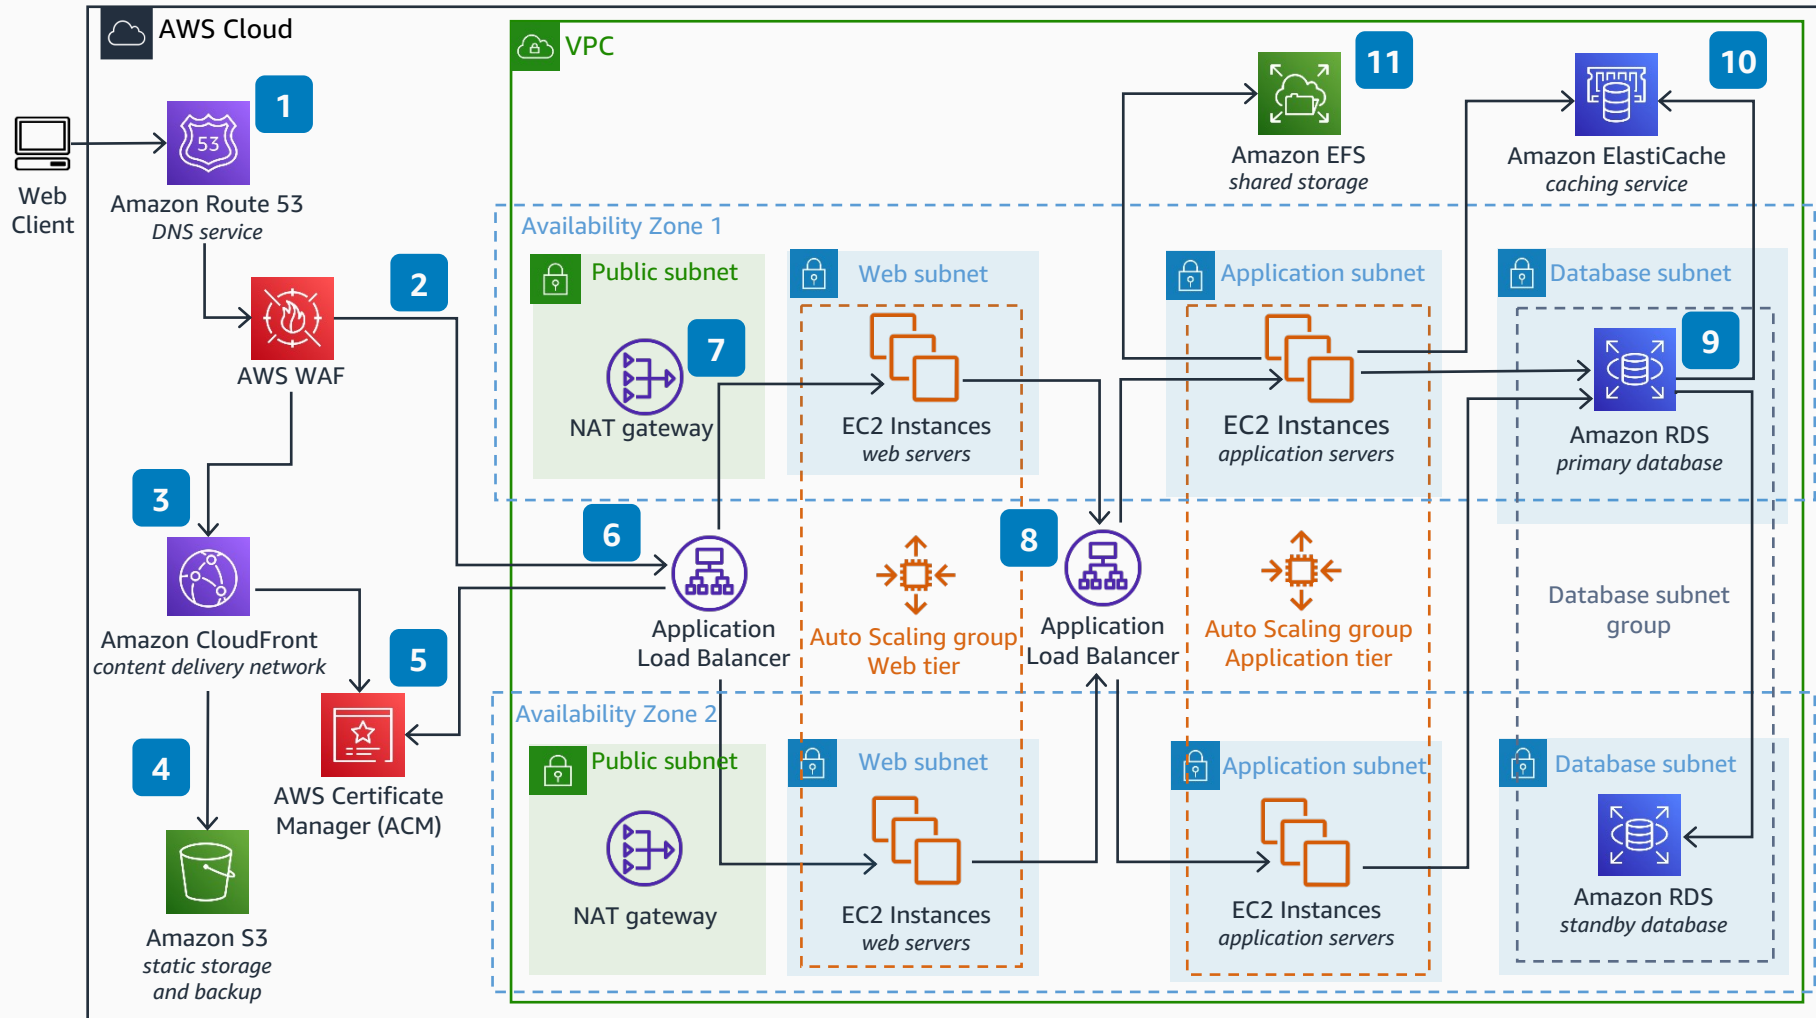 AWS Cloud
VPC
11
10
1
53
Web
Client
Amazon Route 53
DNS service
Amazon EFS
shared storage
Amazon ElastiCache
caching service
Availability Zone 1
2
AWS WAF
Public subnet
7
NAT gateway
Web subnet
EC2 Instances
web servers
Application subnet
EC2 Instances
application servers
Database subnet
9
Amazon RDS
primary database
3
Amazon CloudFront
content delivery network
5
6
Application
Load Balancer
Auto Scaling group
Web tier
8
Application
Load Balancer
Auto Scaling group
Application tier
Database subnet
group
4
AWS Certificate
Manager (ACM)
Amazon S3
static storage
and backup
Availability Zone 2
Public subnet
NAT gateway
Web subnet
EC2 Instances
web servers
Application subnet
EC2 Instances
application servers
Database subnet
Amazon RDS
standby database